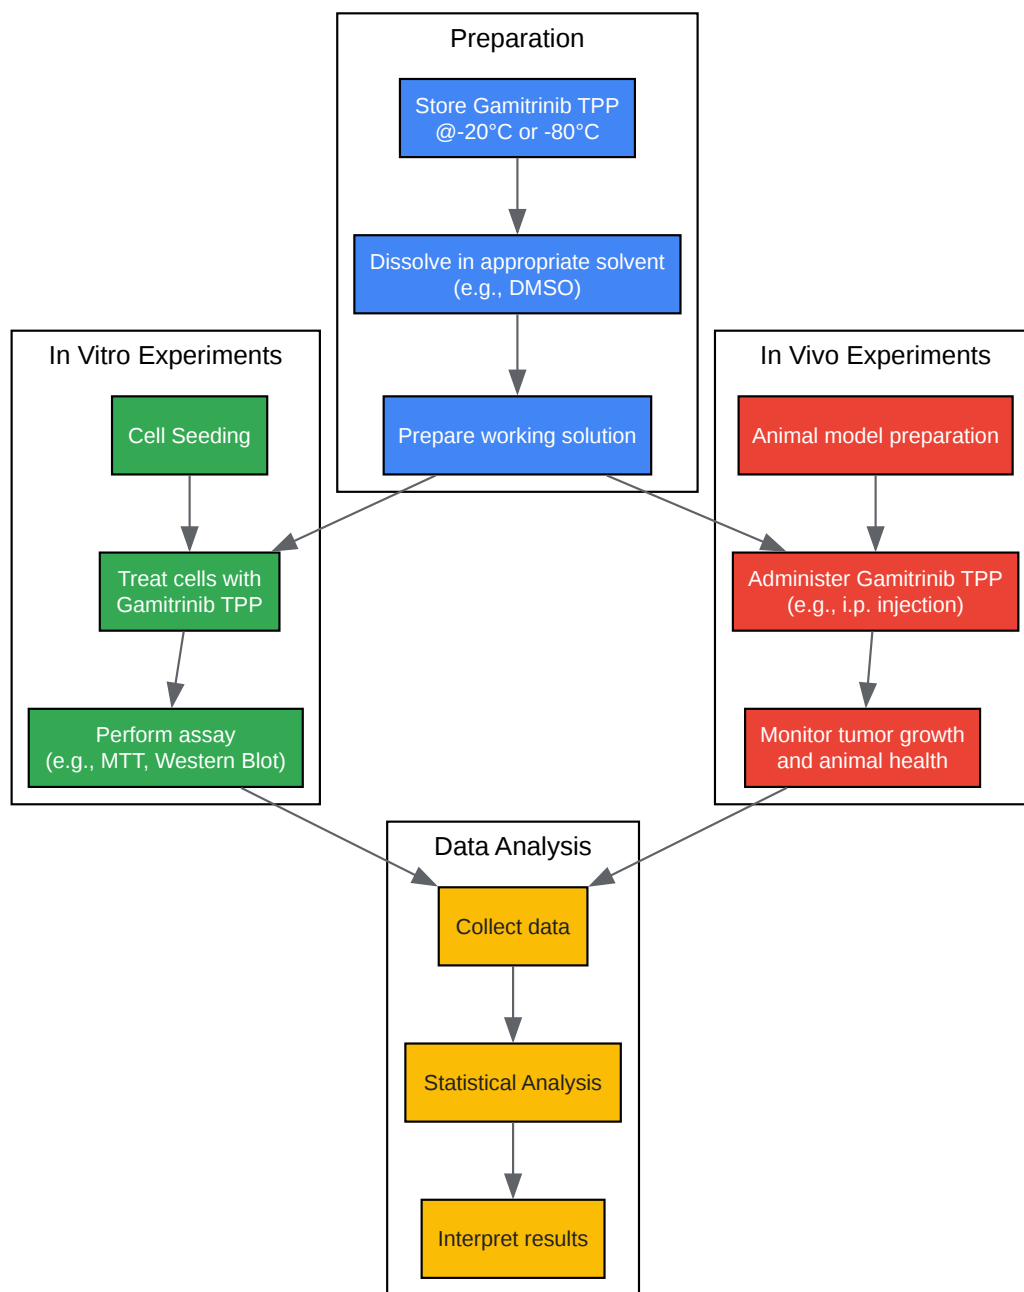 Preparation
Store Gamitrinib TPP
@-20°C or -80°C
Dissolve in appropriate solvent
(e.g., DMSO)
Prepare working solution
In Vitro Experiments
Cell Seeding
Treat cells with
Gamitrinib TPP
Perform assay
(e.g., MTT, Western Blot)
In Vivo Experiments
Animal model preparation
Administer Gamitrinib TPP
(e.g., i.p. injection)
Monitor tumor growth
and animal health
Data Analysis
Collect data
Statistical Analysis
Interpret results